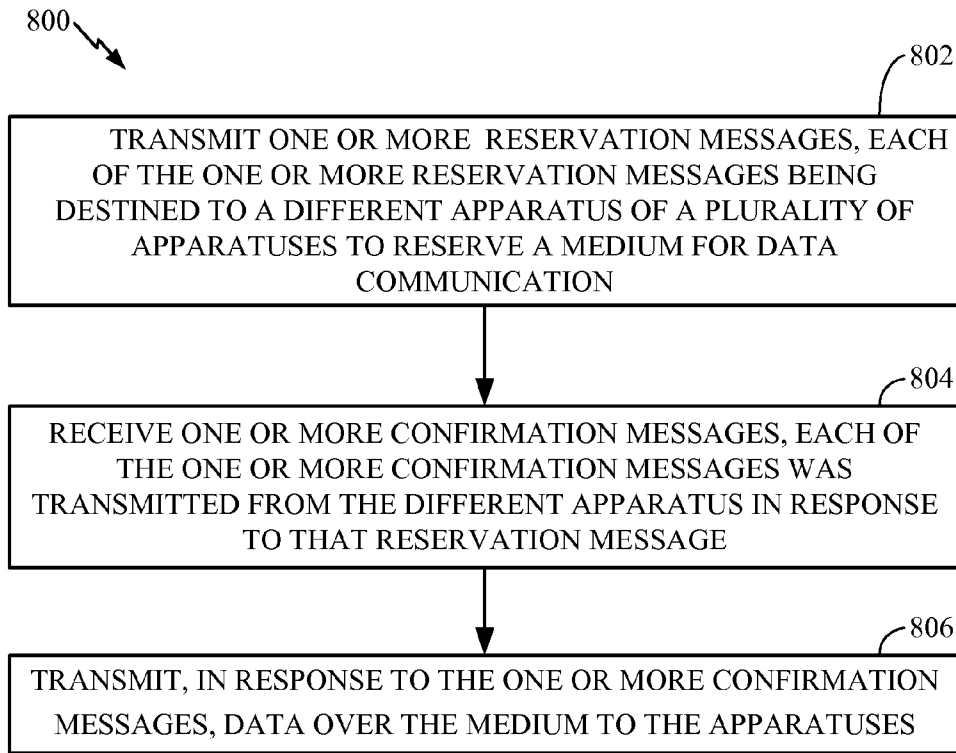 800
802
TRANSMIT ONE OR MORE RESERVATION MESSAGES, EACH
OF THE ONE OR MORE RESERVATION MESSAGES BEING
DESTINED TO A DIFFERENT APPARATUS OF A PLURALITY OF
APPARATUSES TO RESERVE A MEDIUM FOR DATA
COMMUNICATION
804
RECEIVE ONE OR MORE CONFIRMATION MESSAGES, EACH OF
THE ONE OR MORE CONFIRMATION MESSAGES WAS
TRANSMITTED FROM THE DIFFERENT APPARATUS IN RESPONSE
TO THAT RESERVATION MESSAGE
806
TRANSMIT, IN RESPONSE TO THE ONE OR MORE CONFIRMATION
MESSAGES, DATA OVER THE MEDIUM TO THE APPARATUSES